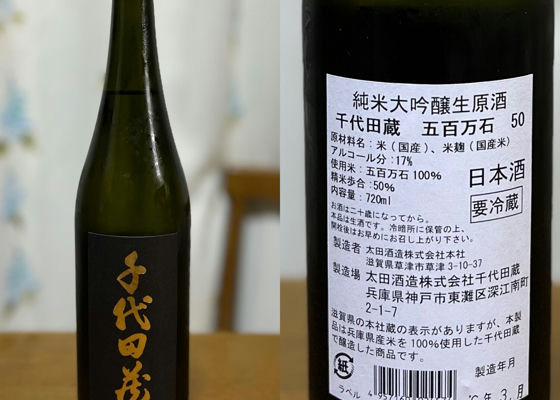 千代田蔵
純米大吟醸生原酒
千代田蔵 五百万石 50
原材料名：米（国産）、米麹（国産米）
アルコール分：17%
使用米：五百万石100%
精米歩合：50%
内容量：720ml
日本酒
要冷蔵
お酒は二十歳になってから。
本品は生酒です。冷暗所に保管の上、
開栓後はお早めにお召し上がり下さい。
製造者 太田酒造株式会社本社
滋賀県草津市草津 3-10-37
製造場 太田酒造株式会社千代田蔵
兵庫県神戸市東灘区深江南町
2-1-7
滋賀県の本社蔵の表示がありますが、本製
品は兵庫県産米を100%使用した千代田蔵
で醸造した商品です。
紙
ラベル
製造年月
3. 月